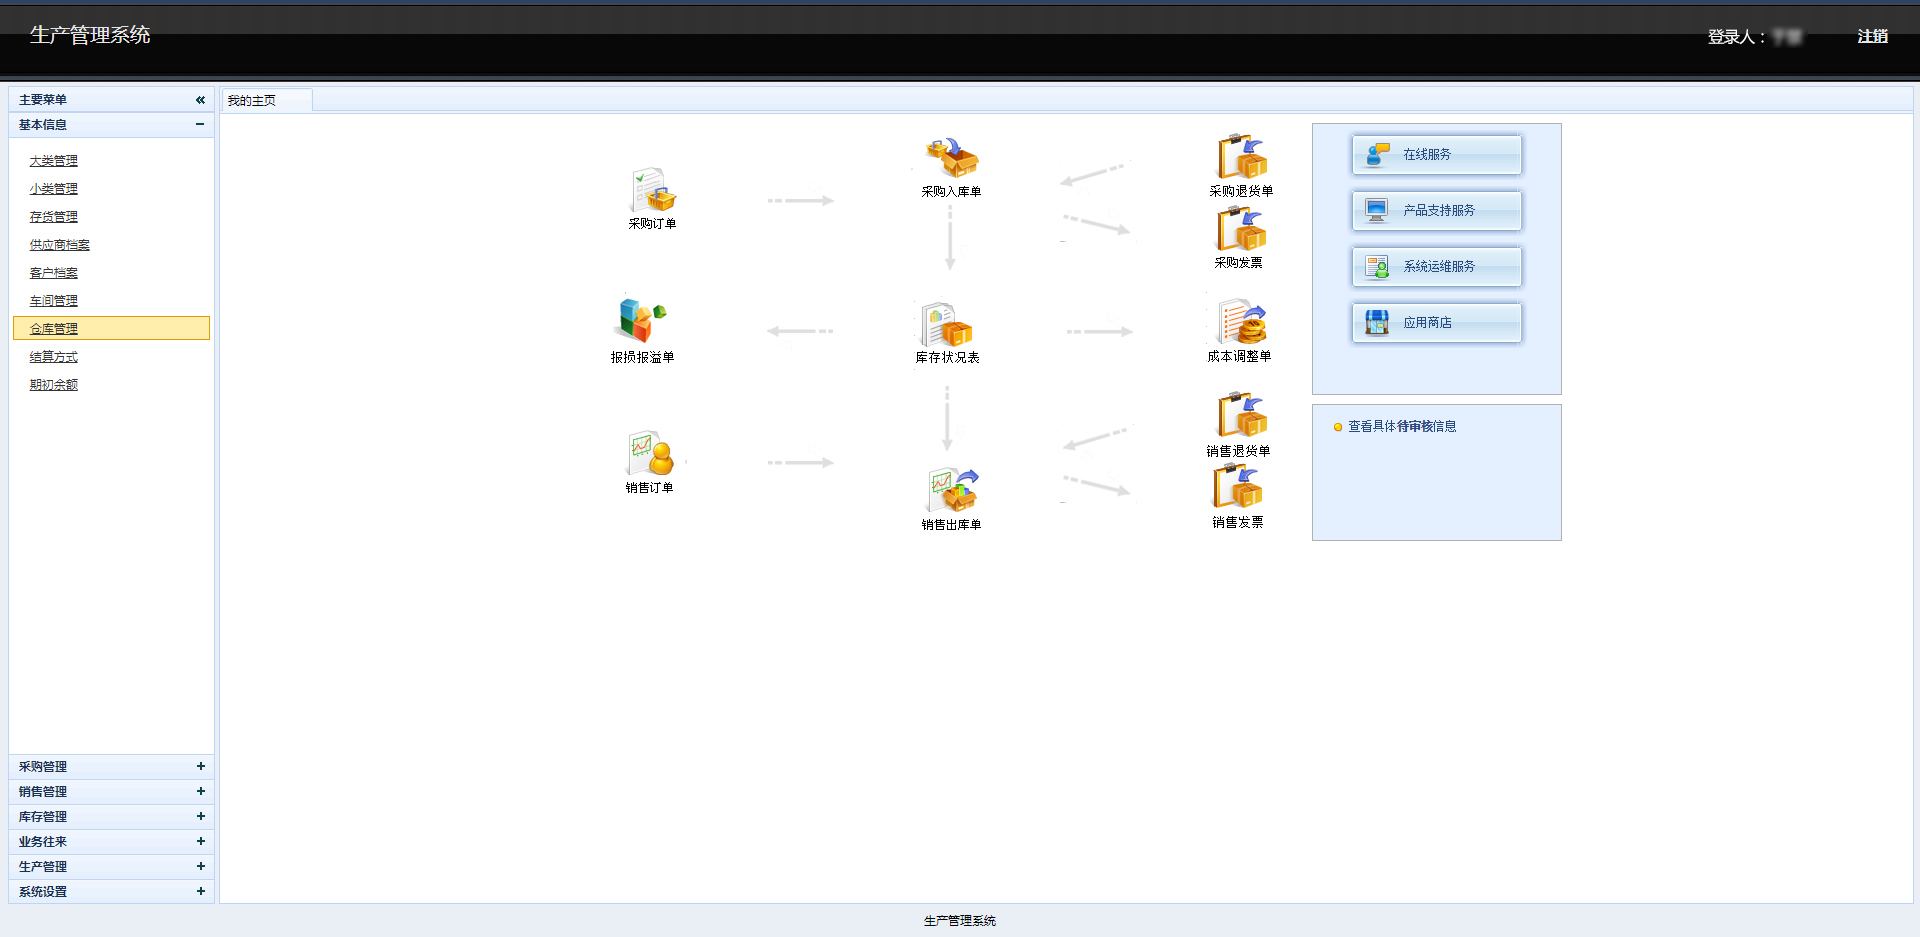 生产管理系统
登录人：
注销
主要菜单
基本信息
大类管理
小类管理
存货管理
供应商档案
客户档案
车间管理
仓库管理
结算方式
期初余额
采购管理
销售管理
库存管理
业务往来
生产管理
系统设置
我的主页
采购订单
采购入库单
采购退货单
采购发票
报损报溢单
库存状况表
成本调整单
销售订单
销售出库单
销售退货单
销售发票
在线服务
产品支持服务
系统运维服务
应用商店
查看具体待审核信息
生产管理系统